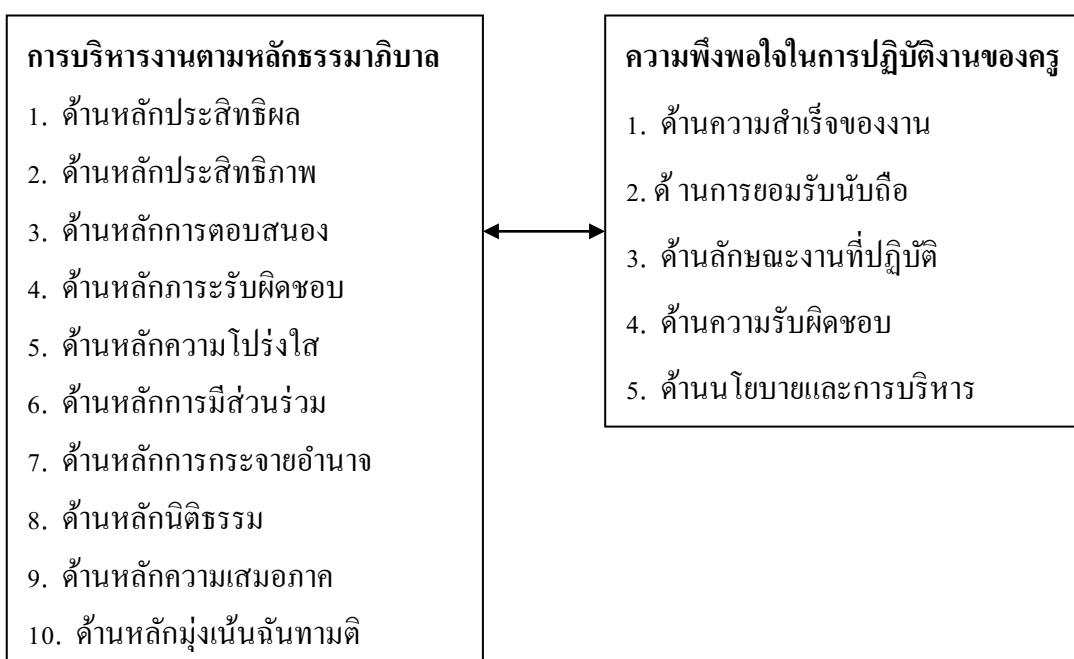 การบริหารงานตามหลักธรรมาภิบาล
1. ด้านหลักประสิทธิผล
2. ด้านหลักประสิทธิภาพ
3. ด้านหลักการตอบสนอง
4. ด้านหลักภาระรับผิดชอบ
5. ด้านหลักความโปร่งใส
6. ด้านหลักการมีส่วนร่วม
7. ด้านหลักการกระจายอำนาจ
8. ด้านหลักนิติธรรม
9. ด้านหลักความเสมอภาค
10. ด้านหลักมุ่งเน้นฉันทามติ
ความพึงพอใจในการปฏิบัติงานของครู
1. ด้านความสำเร็จของงาน
2. ด้ านการยอมรับนับถือ
3. ด้านลักษณะงานที่ปฏิบัติ
4. ด้านความรับผิดชอบ
5. ด้านนโยบายและการบริหาร